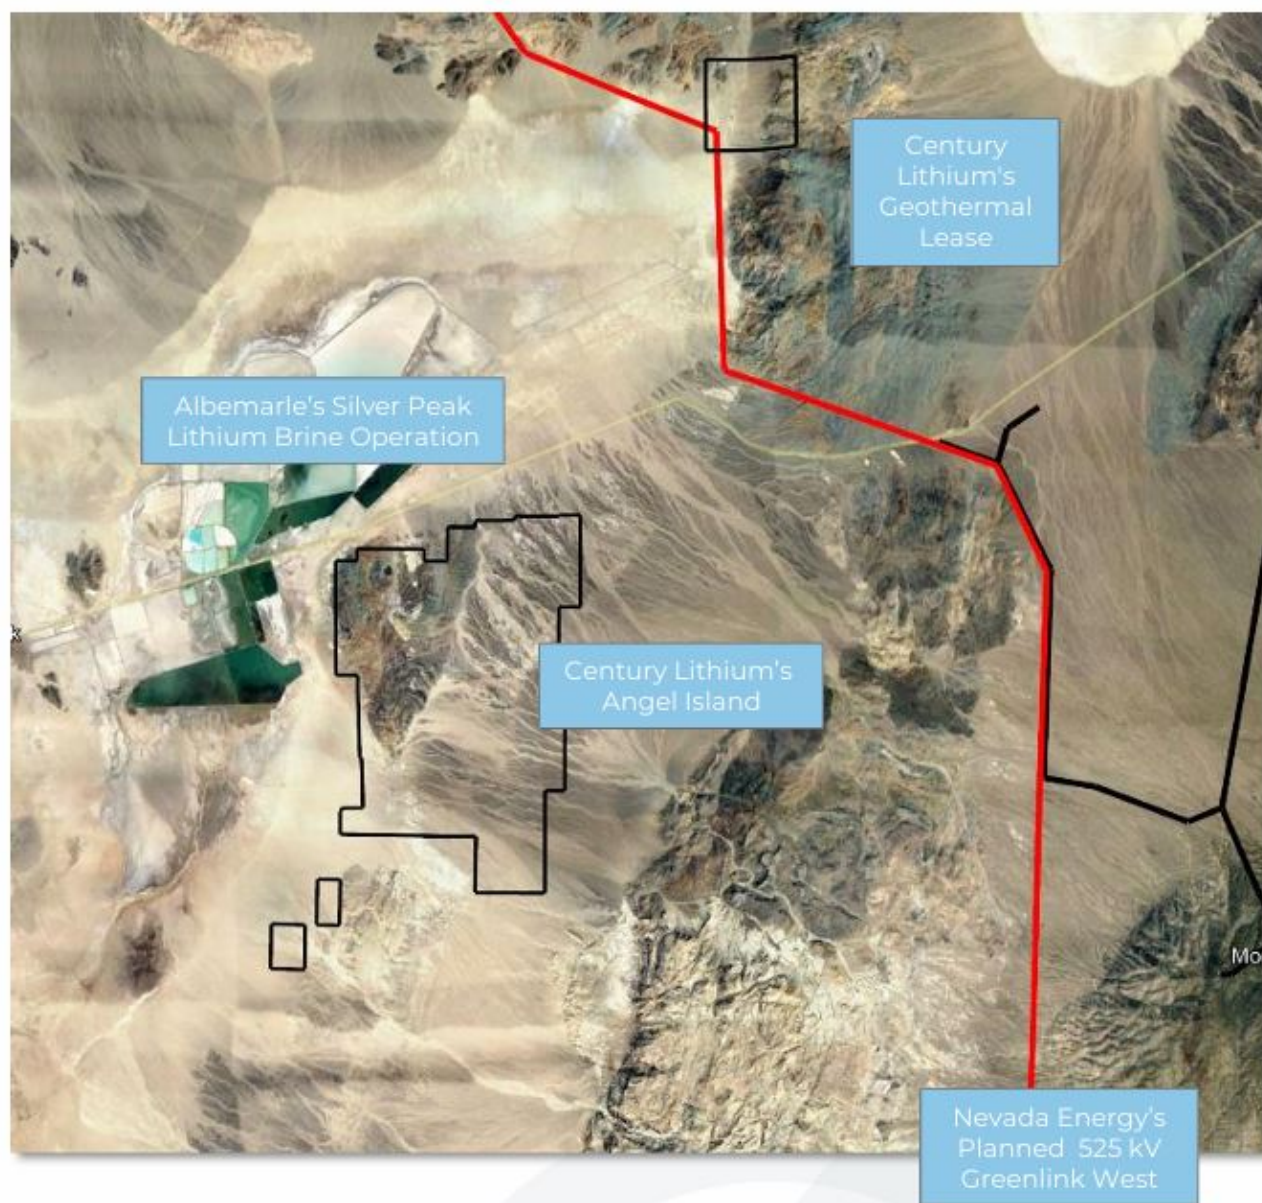 Century
Lithium's
Geothermal
Lease
Albemarle's Silver Peak
Lithium Brine Operation
k
Century Lithium's
Angel Island
Mo
Nevada Energy's
Planned 525 kV
Greenlink West